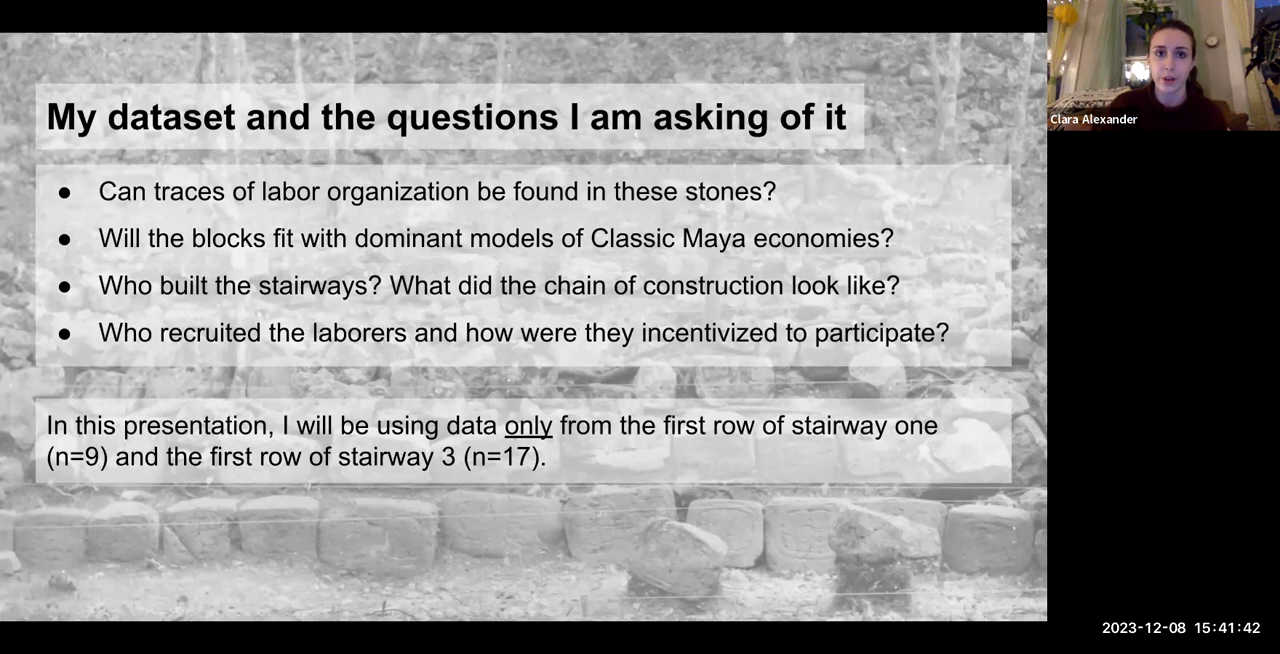 My dataset and the questions I am asking of it
● Can traces of labor organization be found in these stones?
● Will the blocks fit with dominant models of Classic Maya economies?
● Who built the stairways? What did the chain of construction look like?
● Who recruited the laborers and how were they incentivized to participate?
In this presentation, I will be using data only from the first row of stairway one
(n=9) and the first row of stairway 3 (n=17).
Clara Alexander
2023-12-08 15:41:42